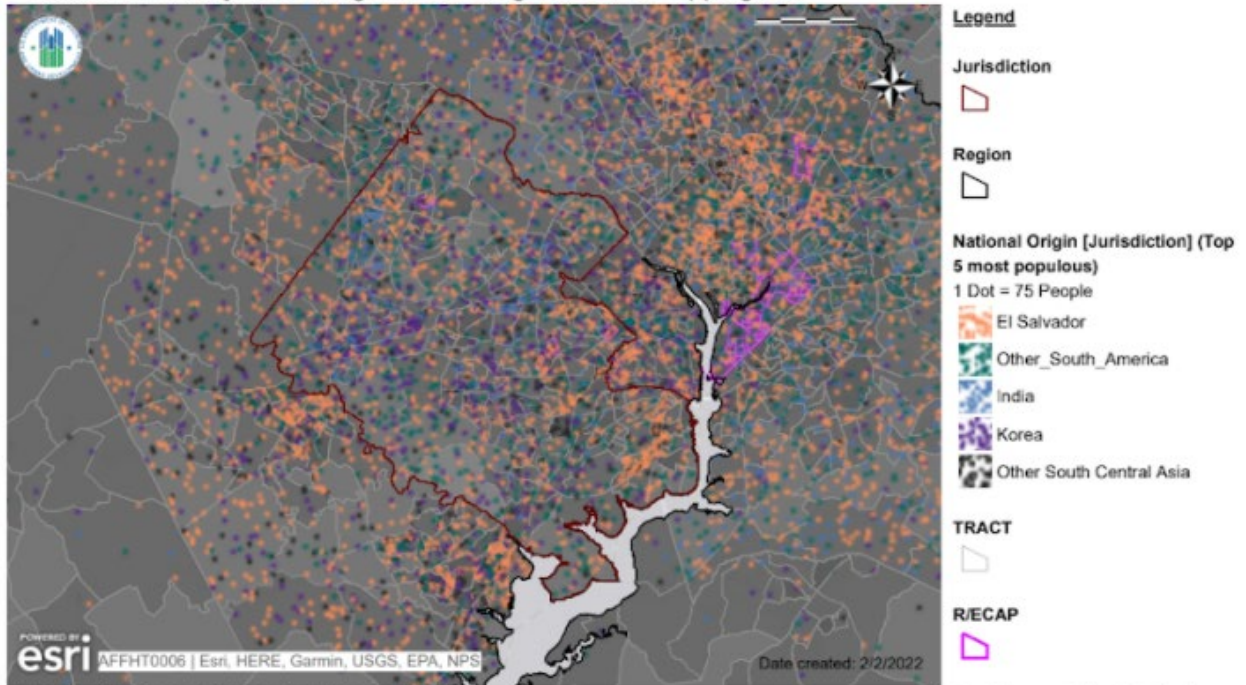 Legend
Jurisdiction
Region
National Origin [Jurisdiction] (Top
5 most populous)
1 Dot = 75 People
El Salvador
Other_South_America
India
Korea
Other South Central Asia
TRACT
R/ECAP
POWERED BY
esri
AFFHT0006 | Esri, HERE, Garmin, USGS, EPA, NPS
Date created: 2/2/2022